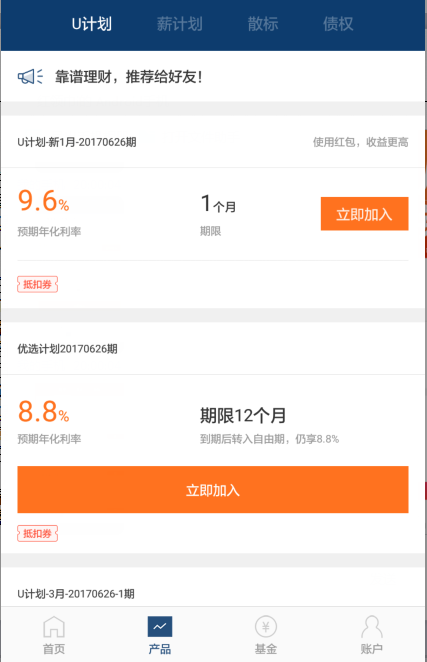 U计划 薪计划 散标 债权
靠谱理财，推荐给好友！
U计划-新1月-20170626期 使用红包，收益更高
9.6% 1个月 立即加入
预期年化利率 期限
抵扣券
优选计划20170626期
8.8% 期限12个月
预期年化利率 到期后转入自由期，仍享8.8%
立即加入
抵扣券
U计划-3月-20170626-1期
首页 产品 基金 账户